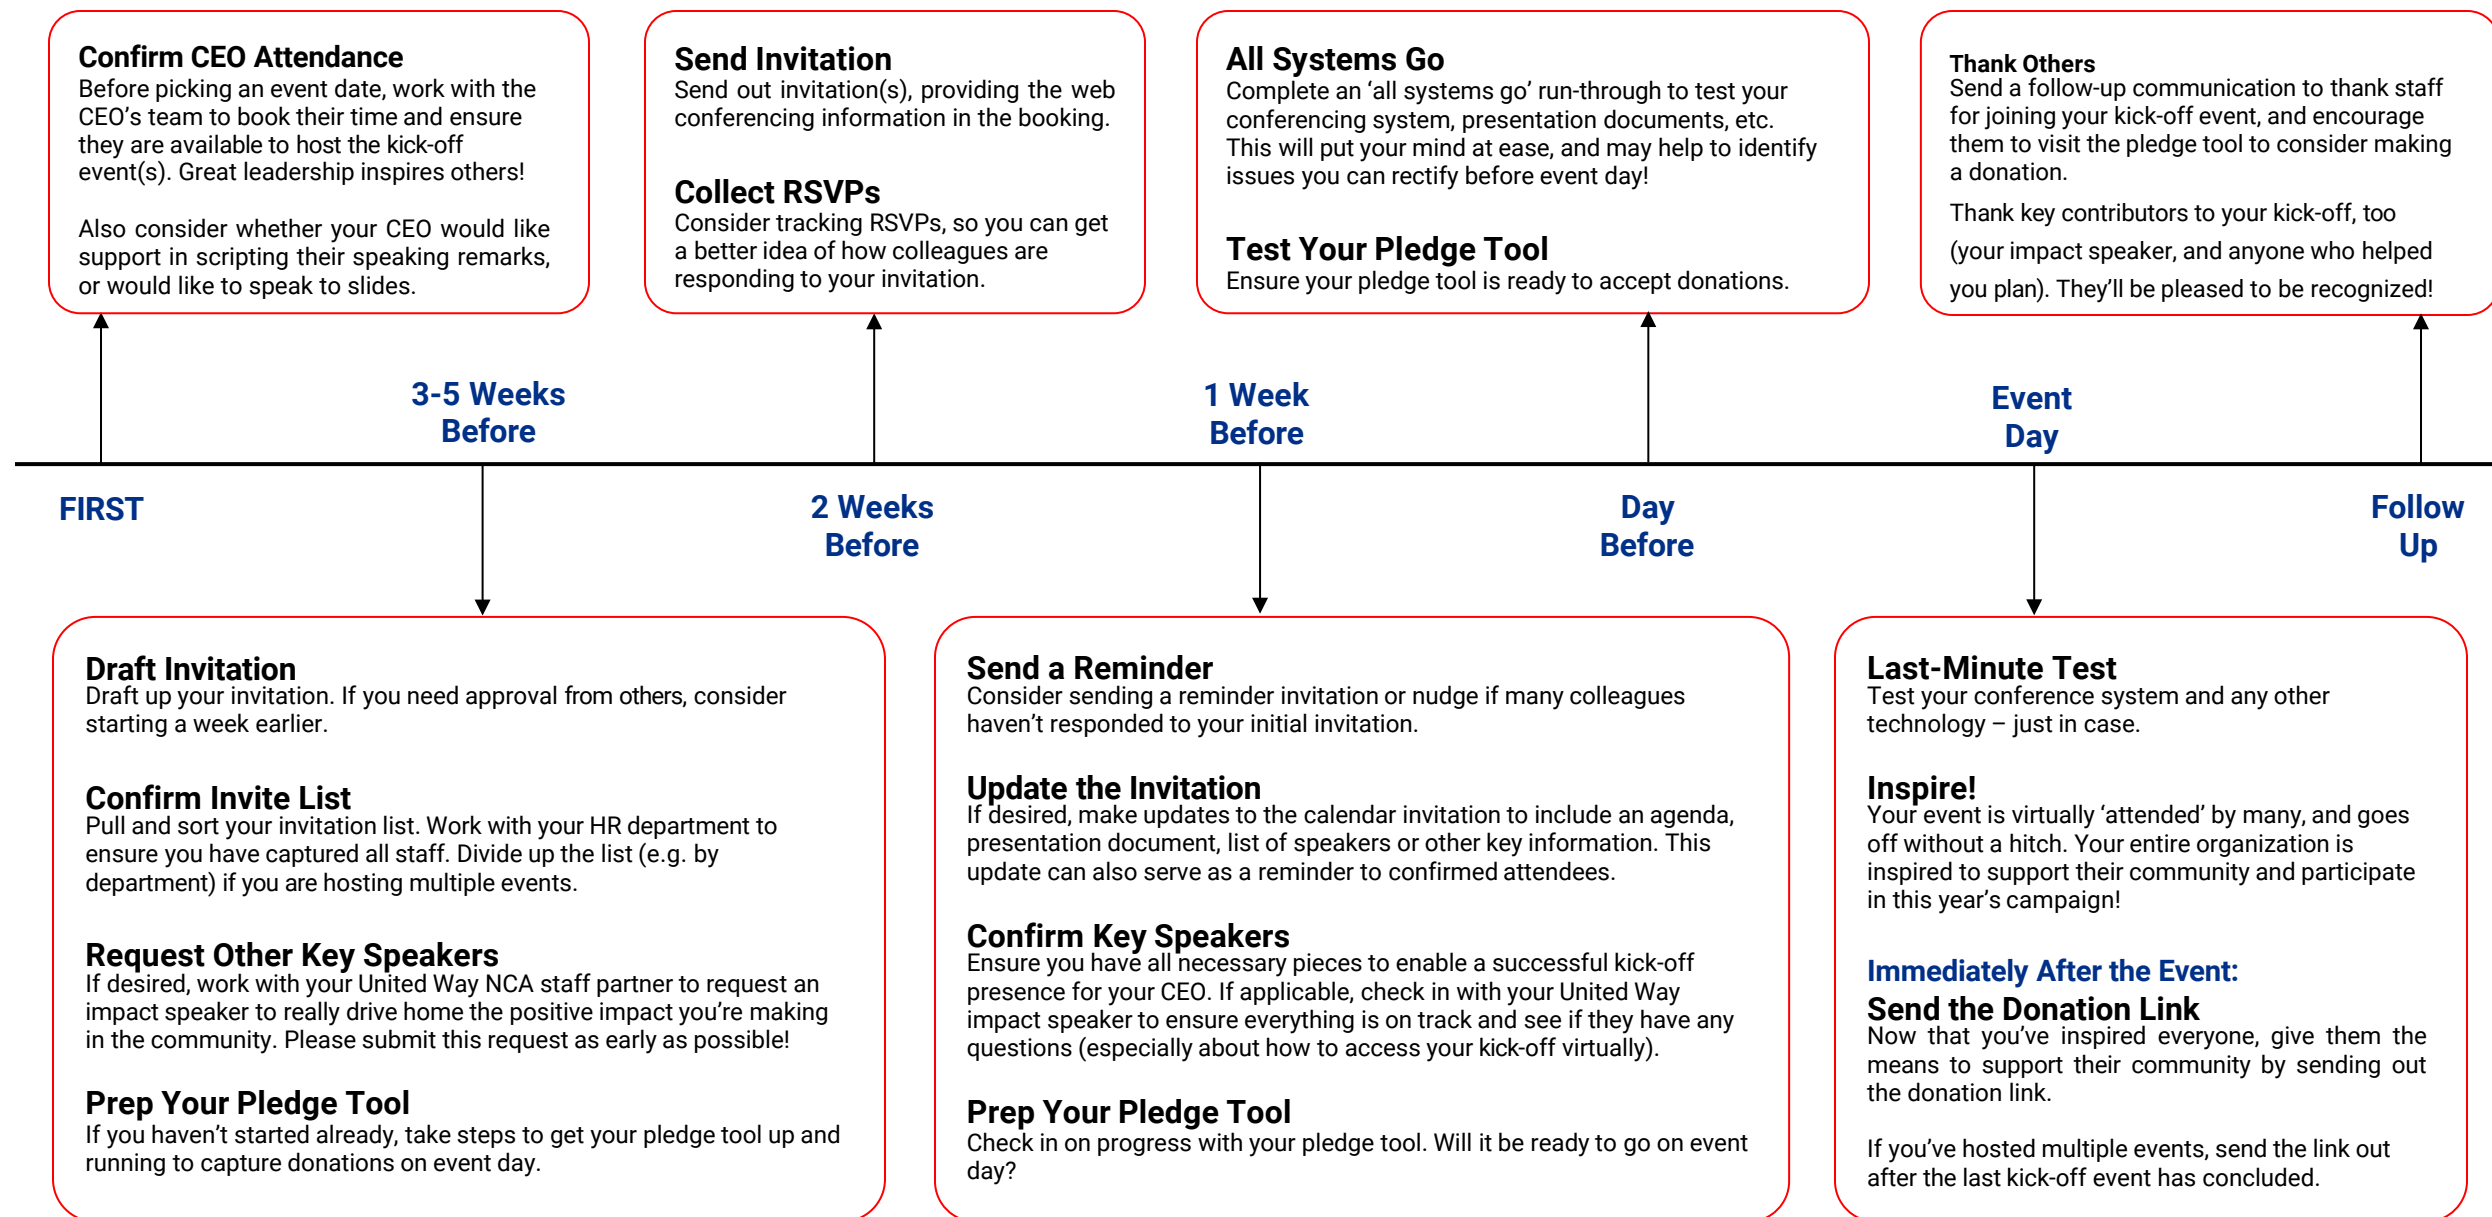 Confirm CEO Attendance
Before picking an event date, work with the
CEO’s team to book their time and ensure
they are available to host the kick-off
event(s). Great leadership inspires others!
Also consider whether your CEO would like
support in scripting their speaking remarks,
or would like to speak to slides.
Send Invitation
Send out invitation(s), providing the web
conferencing information in the booking.
Collect RSVPs
Consider tracking RSVPs, so you can get
a better idea of how colleagues are
responding to your invitation.
All Systems Go
Complete an ‘all systems go’ run-through to test your
conferencing system, presentation documents, etc.
This will put your mind at ease, and may help to identify
issues you can rectify before event day!
Test Your Pledge Tool
Ensure your pledge tool is ready to accept donations.
Thank Others
Send a follow-up communication to thank staff
for joining your kick-off event, and encourage
them to visit the pledge tool to consider making
a donation.
Thank key contributors to your kick-off, too
(your impact speaker, and anyone who helped
you plan). They’ll be pleased to be recognized!
3-5 Weeks
Before
1 Week
Before
Event
Day
FIRST
2 Weeks
Before
Day
Before
Follow
Up
Draft Invitation
Draft up your invitation. If you need approval from others, consider
starting a week earlier.
Confirm Invite List
Pull and sort your invitation list. Work with your HR department to
ensure you have captured all staff. Divide up the list (e.g. by
department) if you are hosting multiple events.
Request Other Key Speakers
If desired, work with your United Way NCA staff partner to request an
impact speaker to really drive home the positive impact you’re making
in the community. Please submit this request as early as possible!
Prep Your Pledge Tool
If you haven’t started already, take steps to get your pledge tool up and
running to capture donations on event day.
Send a Reminder
Consider sending a reminder invitation or nudge if many colleagues
haven’t responded to your initial invitation.
Update the Invitation
If desired, make updates to the calendar invitation to include an agenda,
presentation document, list of speakers or other key information. This
update can also serve as a reminder to confirmed attendees.
Confirm Key Speakers
Ensure you have all necessary pieces to enable a successful kick-off
presence for your CEO. If applicable, check in with your United Way
impact speaker to ensure everything is on track and see if they have any
questions (especially about how to access your kick-off virtually).
Prep Your Pledge Tool
Check in on progress with your pledge tool. Will it be ready to go on event
day?
Last-Minute Test
Test your conference system and any other
technology – just in case.
Inspire!
Your event is virtually ‘attended’ by many, and goes
off without a hitch. Your entire organization is
inspired to support their community and participate
in this year’s campaign!
Immediately After the Event:
Send the Donation Link
Now that you’ve inspired everyone, give them the
means to support their community by sending out
the donation link.
If you’ve hosted multiple events, send the link out
after the last kick-off event has concluded.